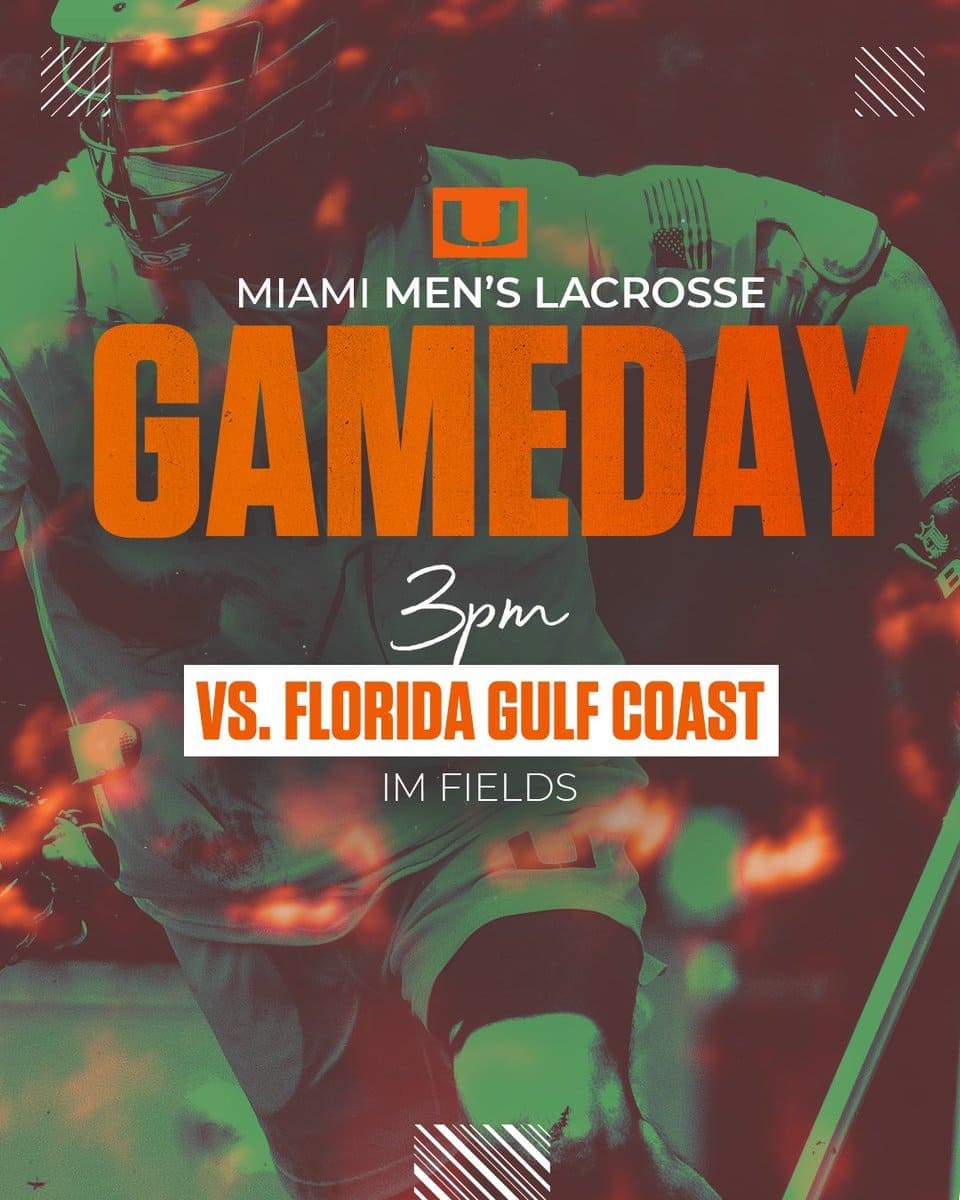 U
MIAMI MEN'S LACROSSE
GAMEDAY
3pm
VS. FLORIDA GULF COAST
IM FIELDS
U